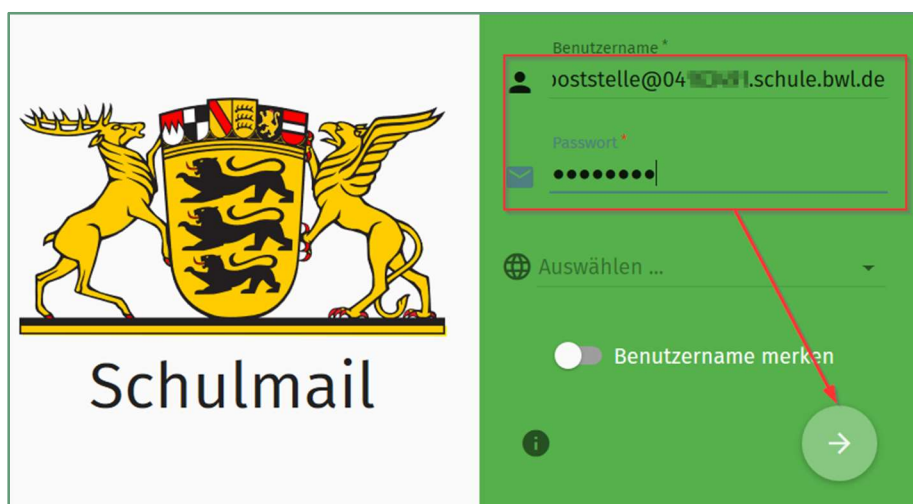 Benutzername *
poststelle@04 .schule.bwl.de
Passwort *
Auswählen ...
Benutzername merken
Schulmail